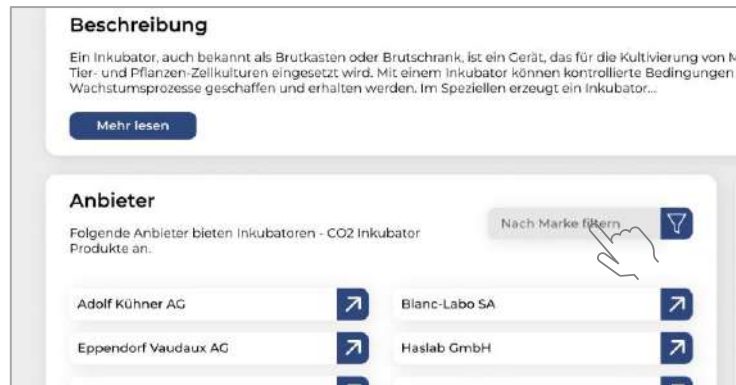 Beschreibung
Ein Inkubator, auch bekannt als Brutkasten oder Brutschrank, ist ein Gerät, das für die Kultivierung von M
Tier- und Pflanzen-Zellkulturen eingesetzt wird. Mit einem Inkubator können kontrollierte Bedingungen
Wachstumsprozesse geschaffen und erhalten werden. Im Speziellen erzeugt ein Inkubator...
Mehr lesen
Anbieter
Nach Marke filtern
Folgende Anbieter bieten Inkubatoren - CO2 Inkubator
Produkte an.
Adolf Kühner AG
Blanc-Labo SA
Eppendorf Vaudaux AG
Haslab GmbH